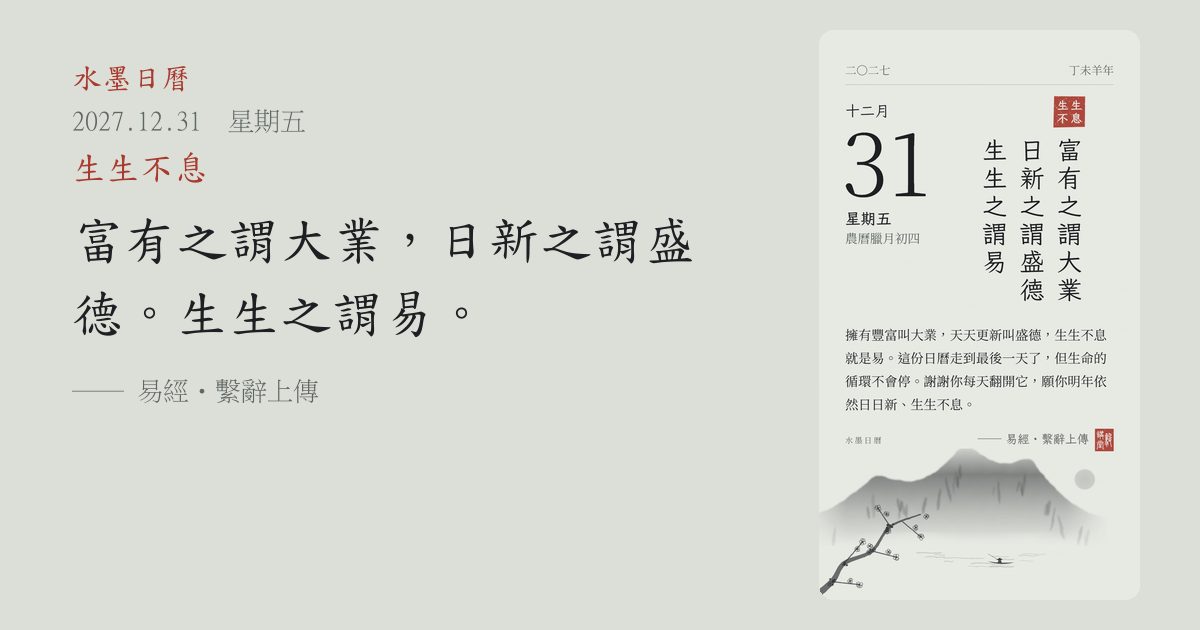 水墨日曆
2027.12.31 星期五
生生不息
富有之謂大業，日新之謂盛
德。生生之謂易。
—— 易經・繫辭上傳
二〇二七
丁未羊年
十二月
31
星期五
農曆臘月初四
生生不息
富有之謂大業
日新之謂盛德
生生之謂易
擁有豐富叫大業，天天更新叫盛德，生生不息
就是易。這份日曆走到最後一天了，但生命的
循環不會停。謝謝你每天翻開它，願你明年依
然日日新、生生不息。
水墨日曆
—— 易經・繫辭上傳